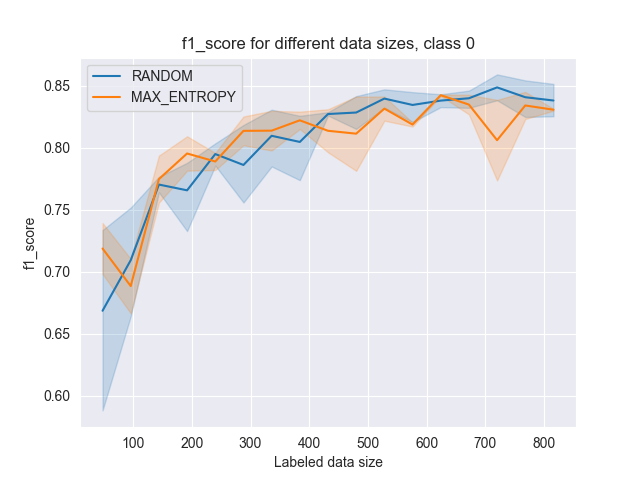 f1_score for different data sizes, class 0
RANDOM
MAX_ENTROPY
0.85
0.80
0.75
0.70
0.65
0.60
f1_score
100 200 300 400 500 600 700 800
Labeled data size